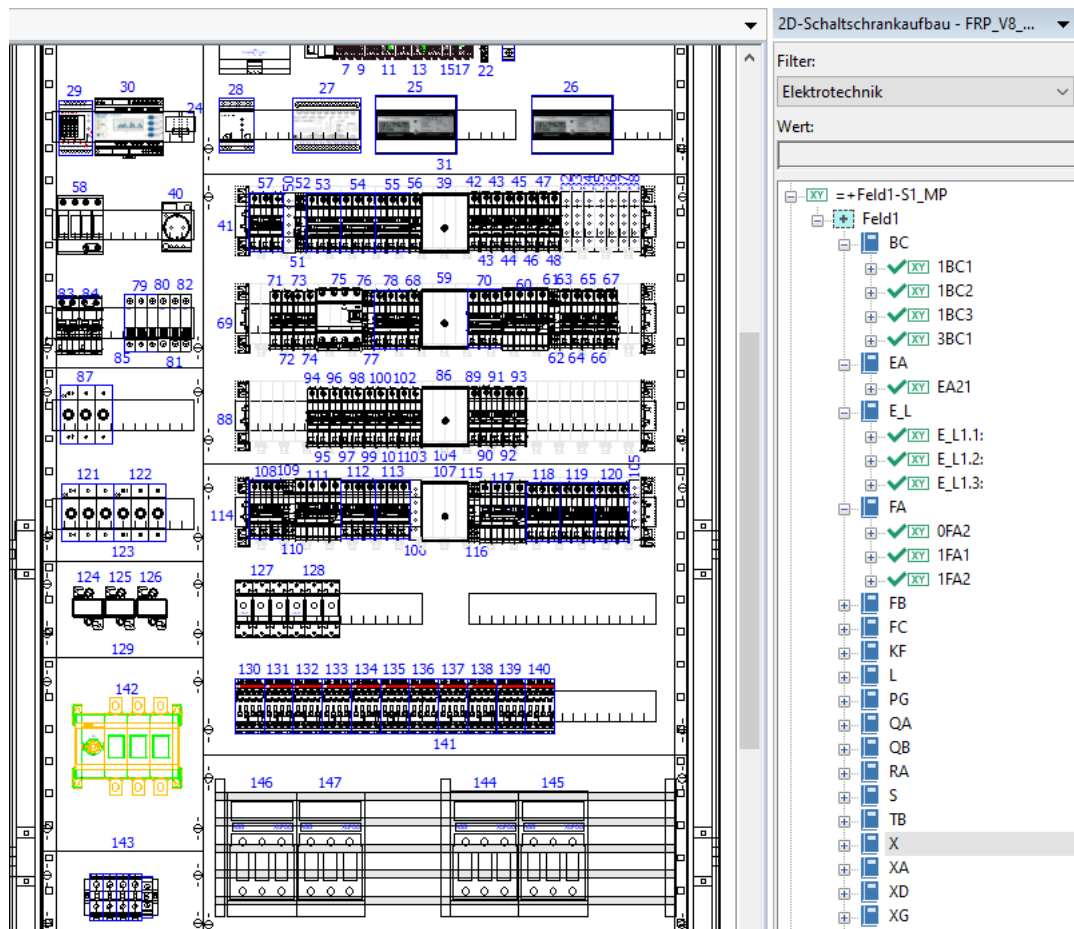 2D-Schaltschrankaufbau - FRP_V8_...
Filter:
Elektrotechnik
Wert:
=+Feld1-S1_MP
Feld1
BC
1BC1
1BC2
1BC3
3BC1
EA
EA21
E_L
E_L1.1:
E_L1.2:
E_L1.3:
FA
0FA2
1FA1
1FA2
FB
FC
KF
L
PG
QA
QB
RA
S
TB
X
XA
XD
XG
7 9 11 13 15 17 22
29 30 24 28 27 25 26
31
58 40 57 50 52 53 54 55 56 39 42 43 45 47
41
51 43 44 46 48
83 84 79 80 82 71 73 75 76 78 68 59 70 60 61 63 65 67
69
85 81 72 74 77 62 64 66
87 94 96 98 100 102 86 89 91 93
88
95 97 99 101 103 104 90 92
121 122 108 109 111 112 113 107 115 117 118 119 120 105
114
123 110 116
124 125 126 127 128
129
130 131 132 133 134 135 136 137 138 139 140
142
141
146 147 144 145
143